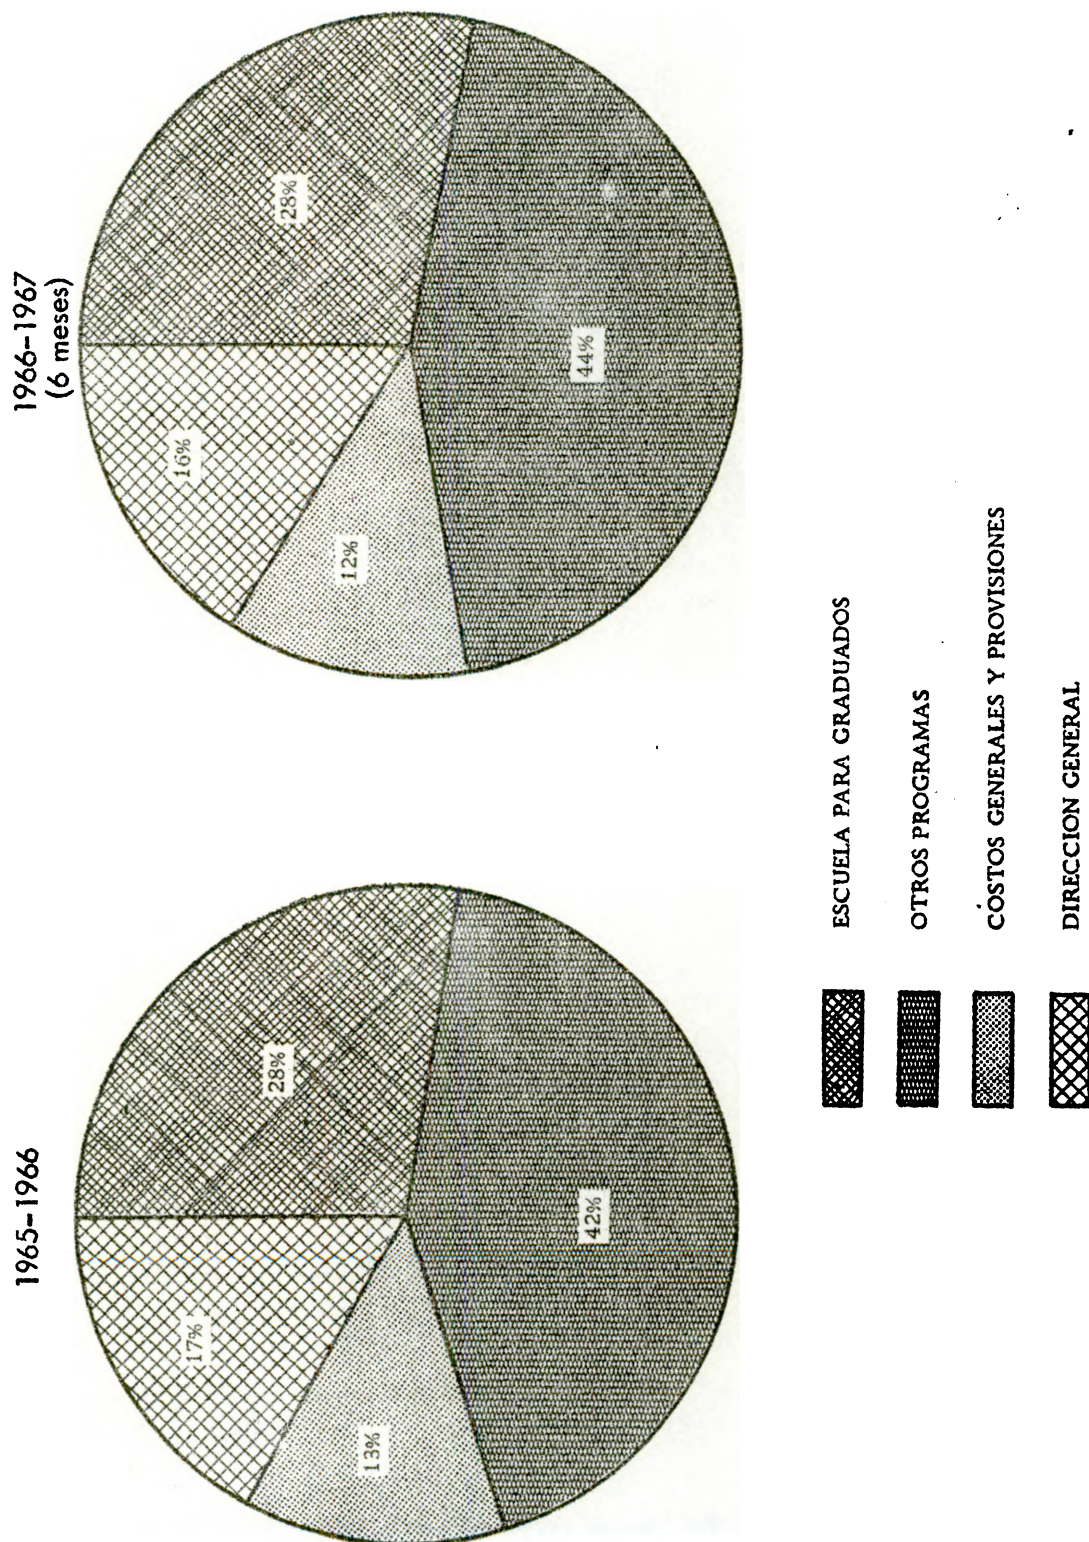 1965-1966
17%
28%
13%
42%
1966-1967
(6 meses)
16%
28%
12%
44%
ESCUELA PARA GRADUADOS
OTROS PROGRAMAS
COSTOS GENERALES Y PROVISIONES
DIRECCION GENERAL